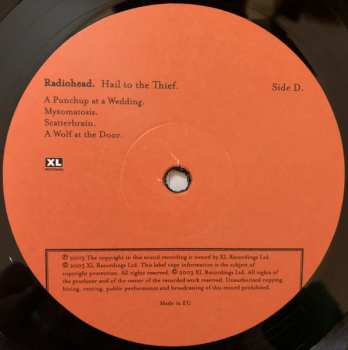 Radiohead. Hail to the Thief. Side D.
A Punchup at a Wedding.
Myxomatosis.
Scatterbrain.
A Wolf at the Door.
XL
RECORDINGS
℗ 2003 The copyright in this sound recording is owned by XL Recordings Ltd.
© 2003 XL Recordings Ltd. This label copy information is the subject of
copyright protection. All rights reserved. © 2003 XL Recordings Ltd. All rights of
the producer and of the owner of the recorded work reserved. Unauthorised copying,
hiring, renting, public performance and broadcasting of this record prohibited.
Made in EU